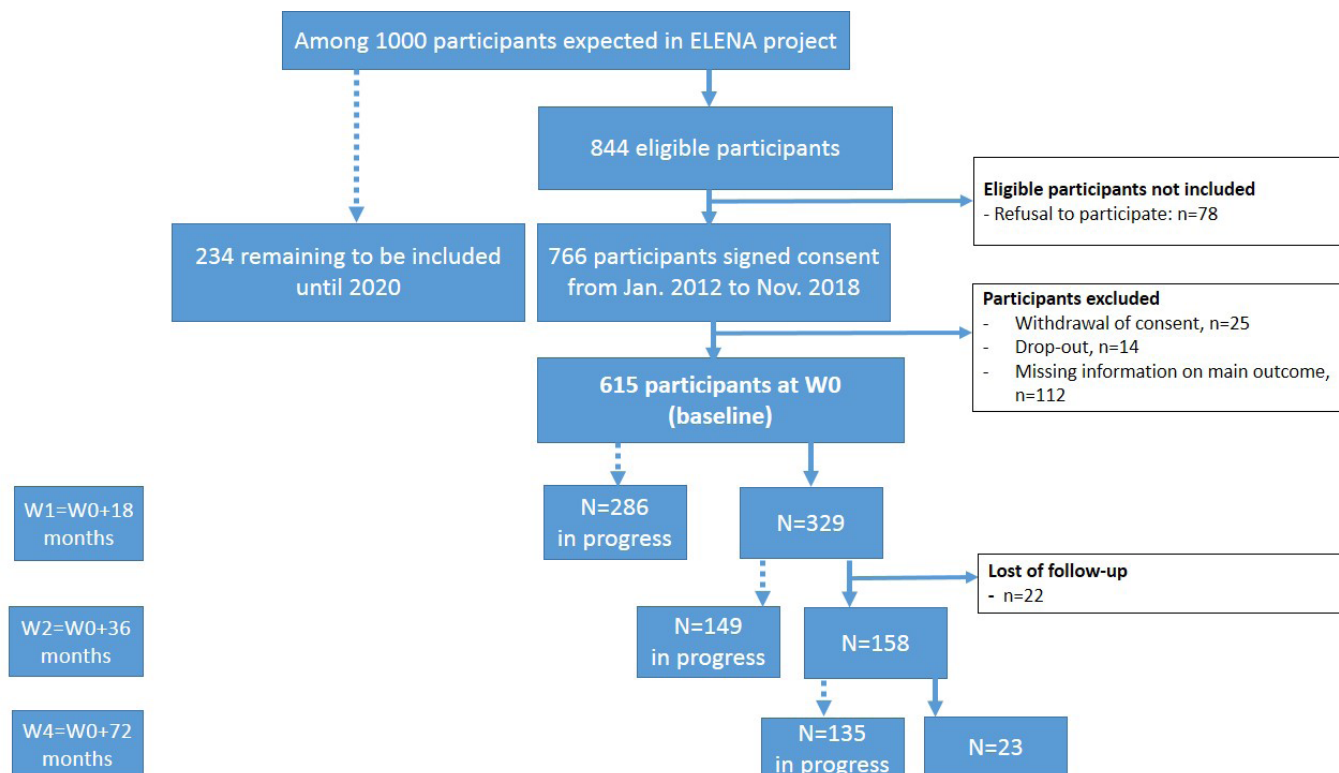 Among 1000 participants expected in ELENA project
844 eligible participants
Eligible participants not included
- Refusal to participate: n=78
234 remaining to be included
until 2020
766 participants signed consent
from Jan. 2012 to Nov. 2018
Participants excluded
- Withdrawal of consent, n=25
- Drop-out, n=14
- Missing information on main outcome,
n=112
615 participants at W0
(baseline)
W1=W0+18
months
N=286
in progress
N=329
Lost of follow-up
- n=22
W2=W0+36
months
N=149
in progress
N=158
W4=W0+72
months
N=135
in progress
N=23